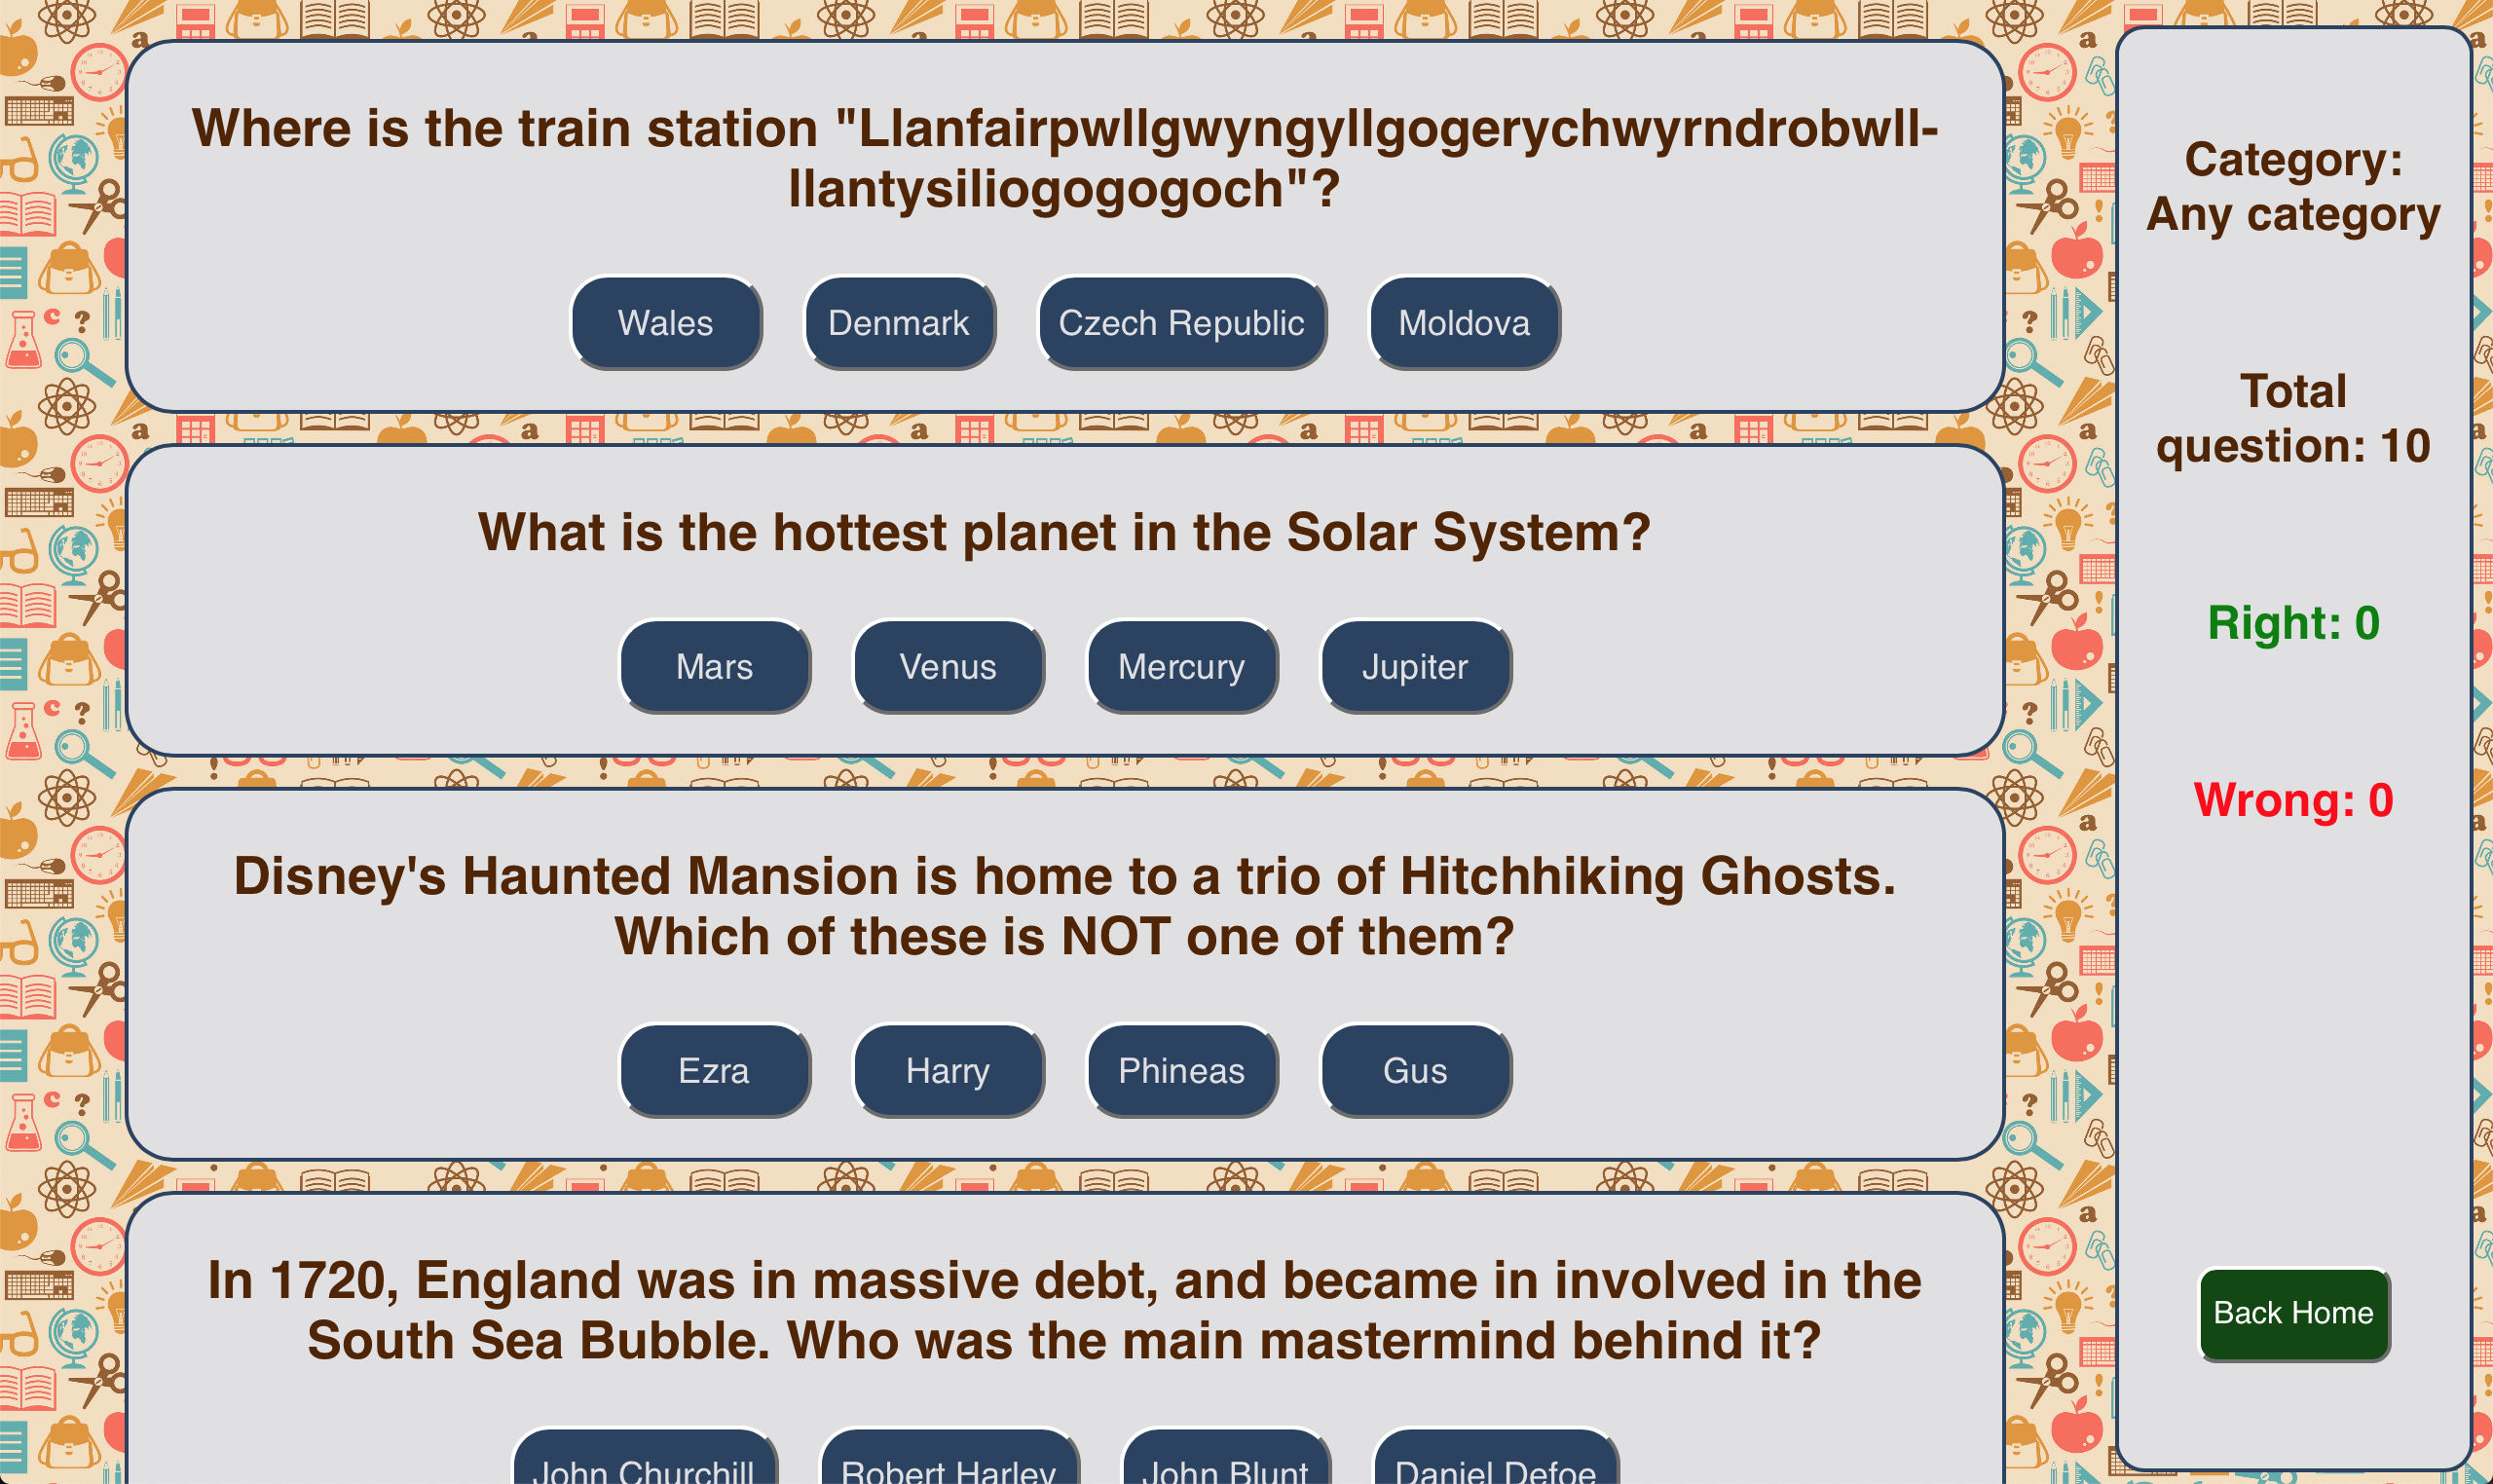 Where is the train station "Llanfairpwllgwyngyllgogerychwyrndrobwll-
llantysiliogogogoch"?
Wales
Denmark
Czech Republic
Moldova
What is the hottest planet in the Solar System?
Mars
Venus
Mercury
Jupiter
Disney's Haunted Mansion is home to a trio of Hitchhiking Ghosts.
Which of these is NOT one of them?
Ezra
Harry
Phineas
Gus
In 1720, England was in massive debt, and became in involved in the
South Sea Bubble. Who was the main mastermind behind it?
John Churchill
Robert Harley
John Blunt
Daniel Defoe
Category:
Any category
Total
question: 10
Right: 0
Wrong: 0
Back Home